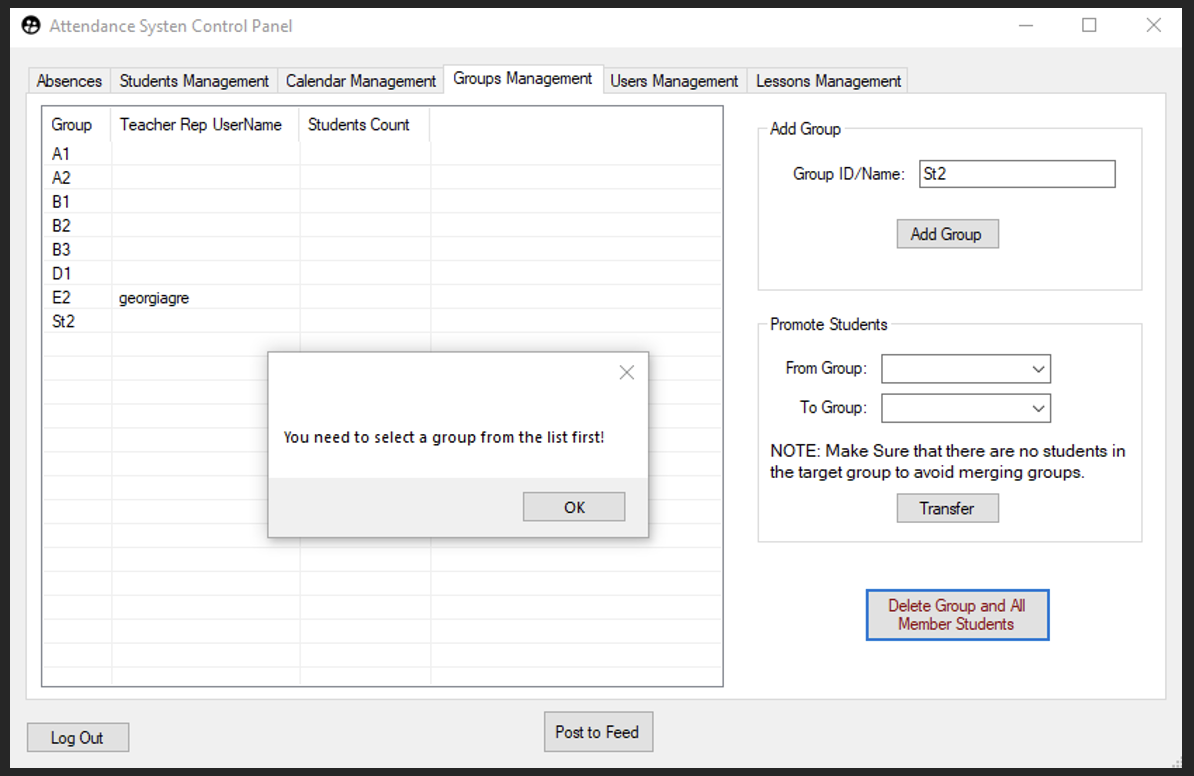 Attendance Systen Control Panel
Absences Students Management Calendar Management Groups Management Users Management Lessons Management
Group Teacher Rep UserName Students Count
A1
A2
B1
B2
B3
D1
E2 georgiagre
St2
You need to select a group from the list first!
OK
Add Group
Group ID/Name: St2
Add Group
Promote Students
From Group:
To Group:
NOTE: Make Sure that there are no students in
the target group to avoid merging groups.
Transfer
Delete Group and All
Member Students
Log Out
Post to Feed